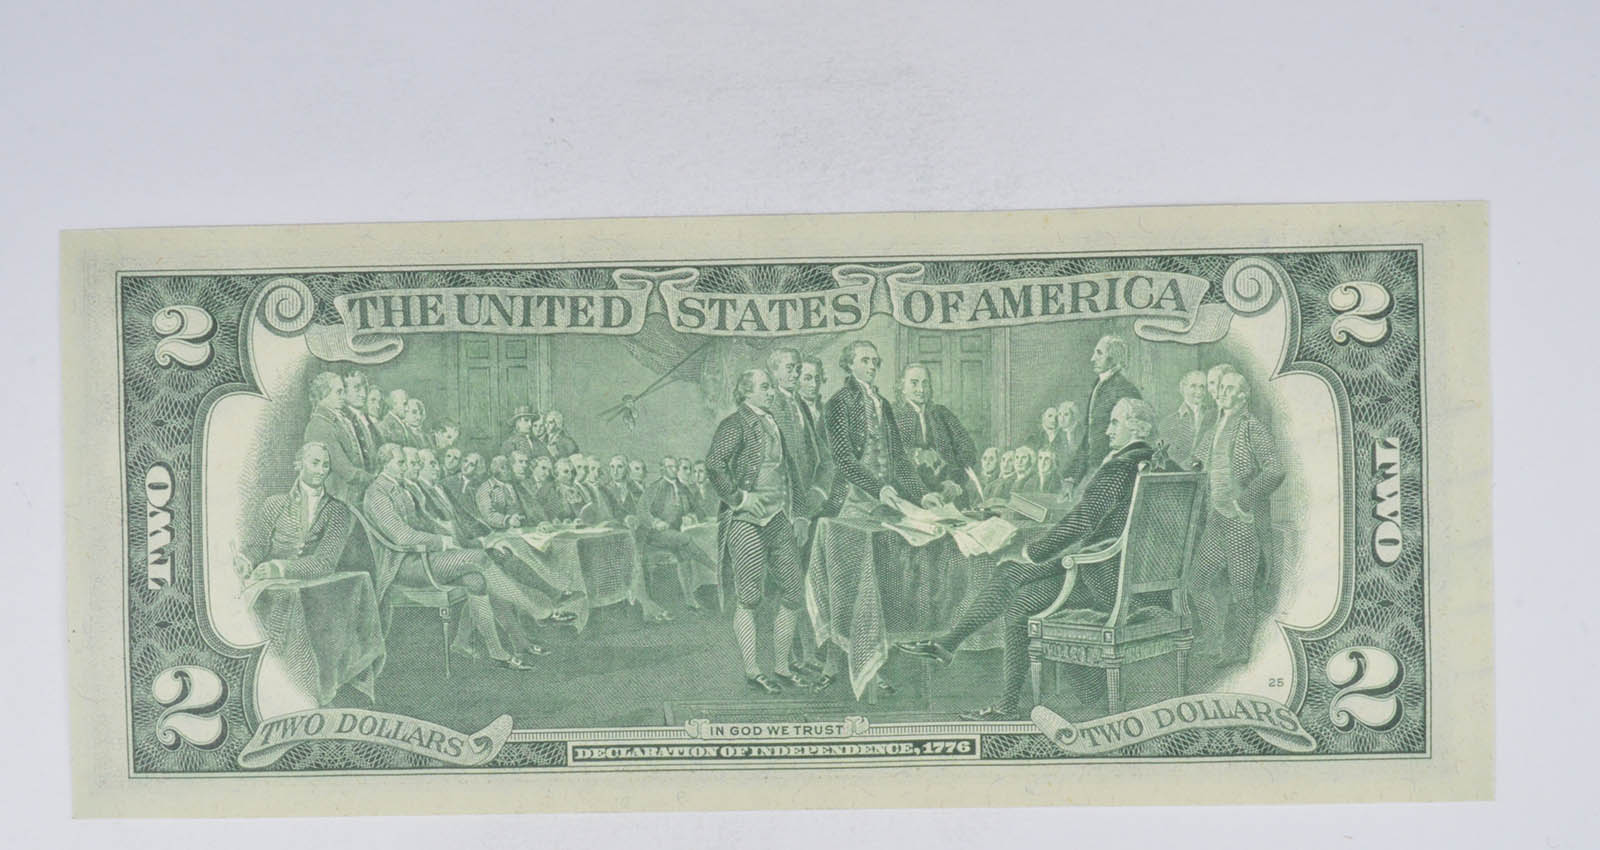 THE UNITED STATES OF AMERICA
2
2
TWO
TWO
2
2
25
TWO DOLLARS
TWO DOLLARS
IN GOD WE TRUST
DECLARATION OF INDEPENDENCE, 1776